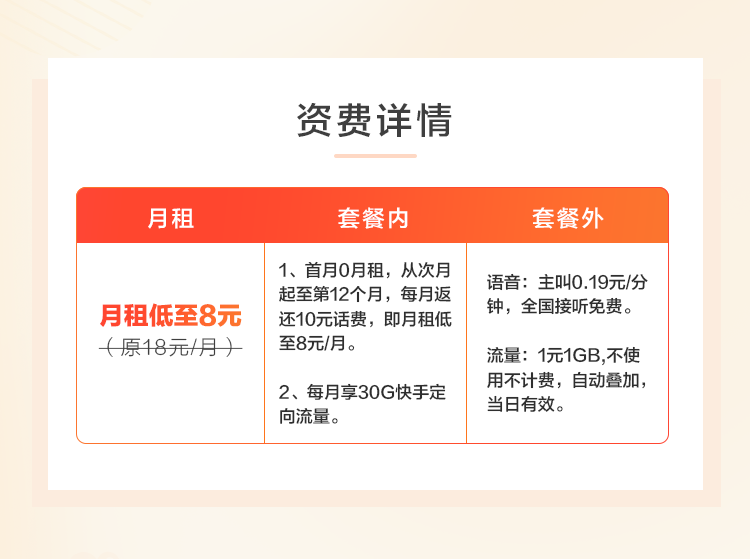 资费详情
月租
套餐内
套餐外
月租低至8元
（原18元/月）
1、首月0月租，从次月
起至第12个月，每月返
还10元话费，即月租低
至8元/月。
2、每月享30G快手定
向流量。
语音：主叫0.19元/分
钟，全国接听免费。
流量：1元1GB,不使
用不计费，自动叠加，
当日有效。